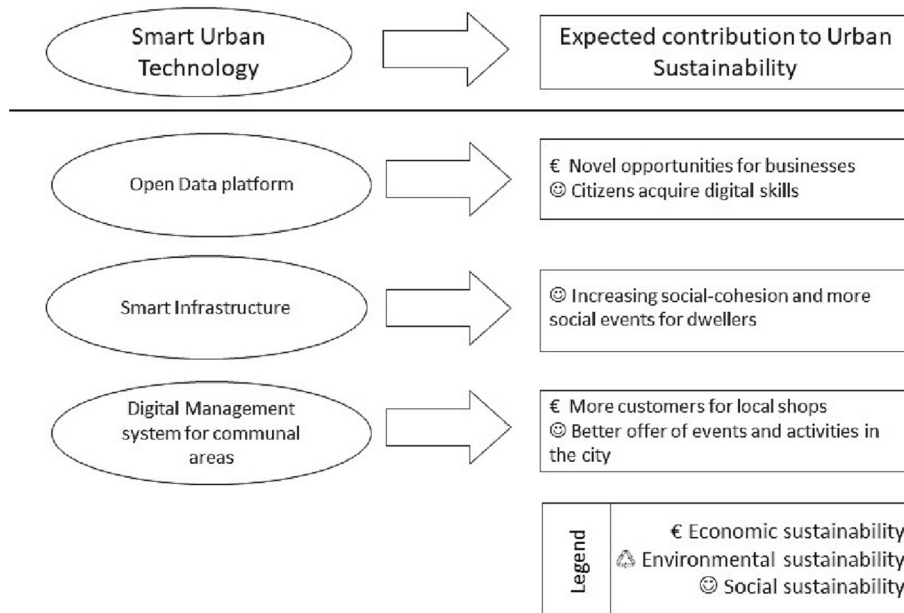 Smart Urban
Technology
Expected contribution to Urban
Sustainability
Open Data platform
€ Novel opportunities for businesses
☺ Citizens acquire digital skills
Smart Infrastructure
☺ Increasing social-cohesion and more
social events for dwellers
Digital Management
system for communal
areas
€ More customers for local shops
☺ Better offer of events and activities in
the city
Legend
€ Economic sustainability
♺ Environmental sustainability
☺ Social sustainability